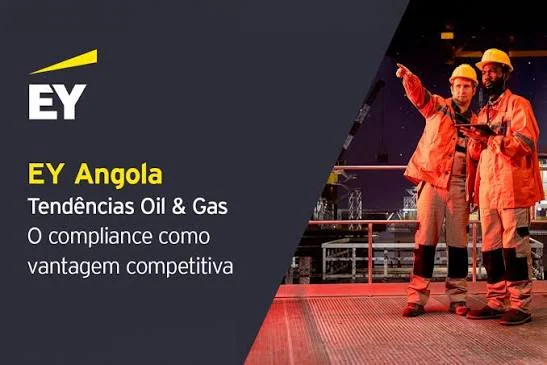 EY
EY Angola
Tendências Oil & Gas
O compliance como
vantagem competitiva